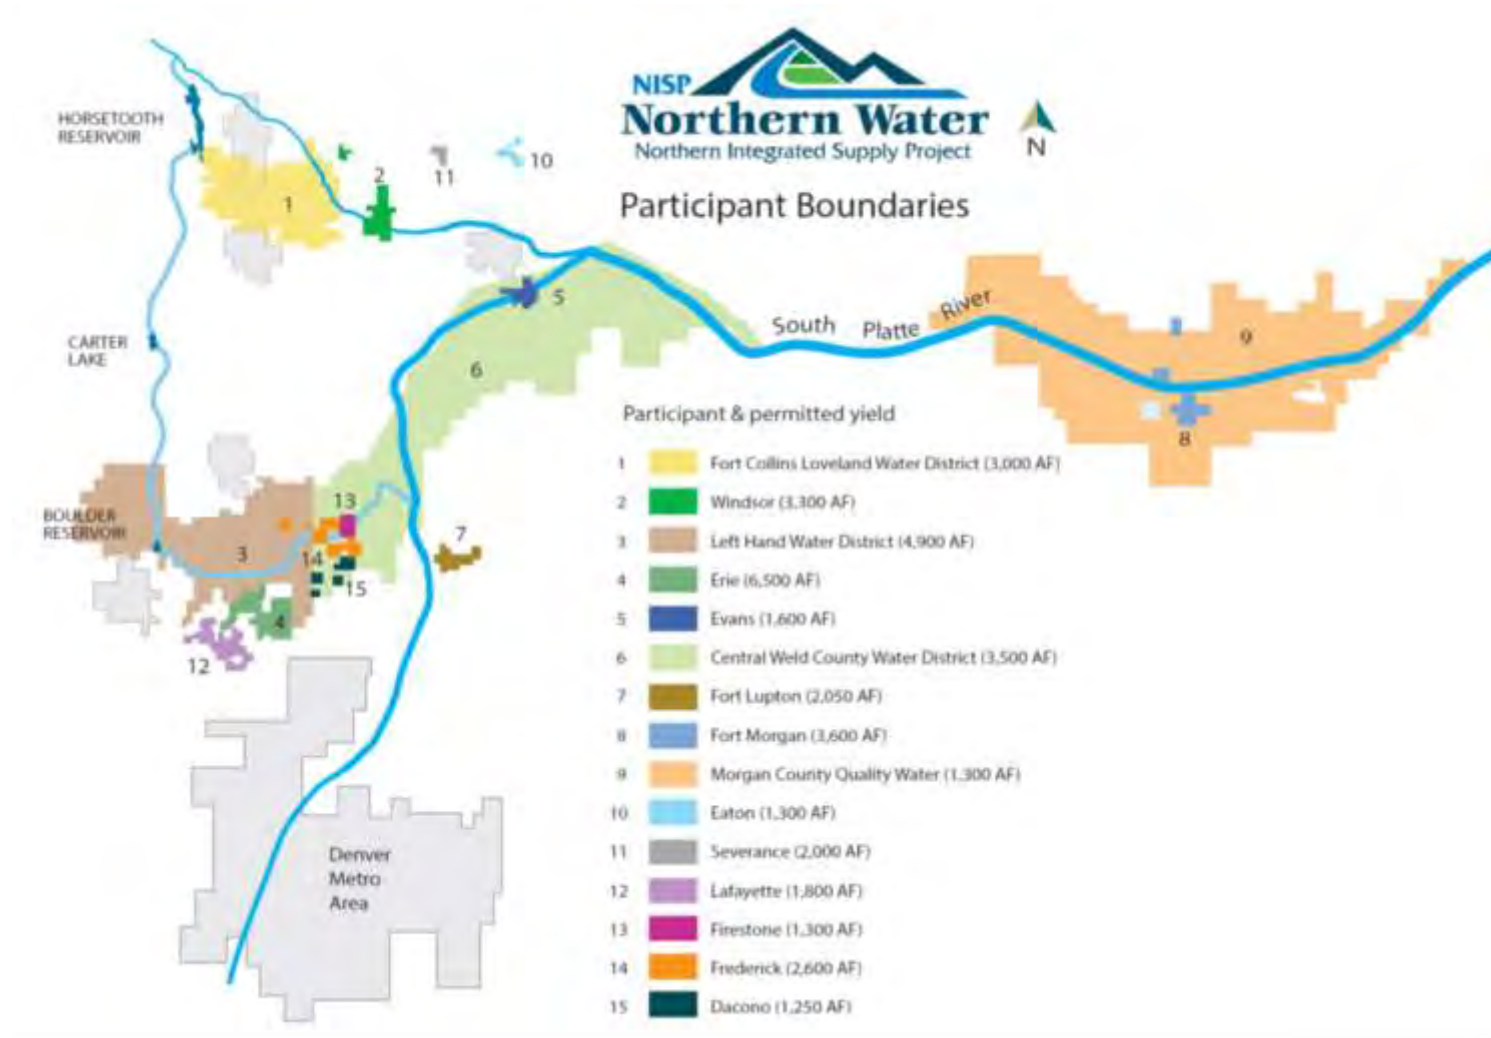 NISP
Northern Water
Northern Integrated Supply Project
N
Participant Boundaries
HORSETOOTH
RESERVOIR
1
2
11
10
5
CARTER
LAKE
6
South Platte River
9
8
BOULDER
RESERVOIR
3
13
14
15
7
4
12
Denver
Metro
Area
Participant & permitted yield
1 Fort Collins Loveland Water District (3,000 AF)
2 Windsor (3,300 AF)
3 Left Hand Water District (4,900 AF)
4 Erie (6,500 AF)
5 Evans (1,600 AF)
6 Central Weld County Water District (3,500 AF)
7 Fort Lupton (2,050 AF)
8 Fort Morgan (3,600 AF)
9 Morgan County Quality Water (1,300 AF)
10 Eaton (1,300 AF)
11 Severance (2,000 AF)
12 Lafayette (1,800 AF)
13 Firestone (1,300 AF)
14 Frederick (2,600 AF)
15 Dacono (1,250 AF)